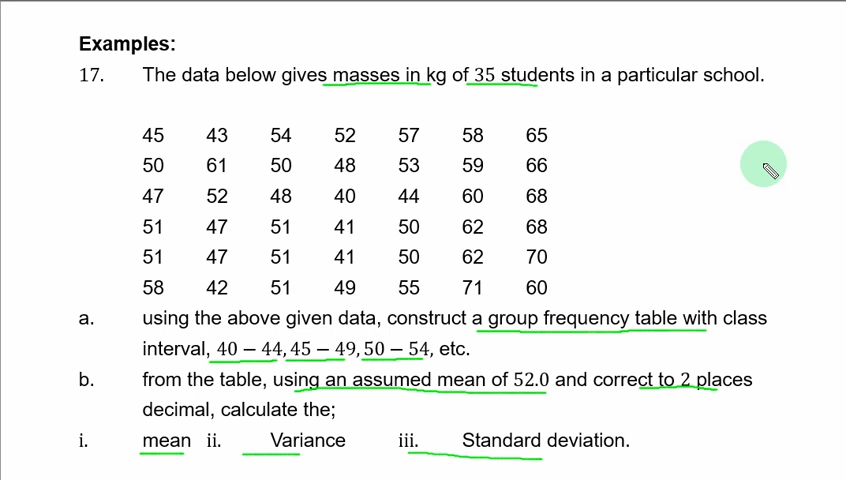 Examples:
17. The data below gives masses in kg of 35 students in a particular school.
45 43 54 52 57 58 65
50 61 50 48 53 59 66
47 52 48 40 44 60 68
51 47 51 41 50 62 68
51 47 51 41 50 62 70
58 42 51 49 55 71 60
a. using the above given data, construct a group frequency table with class
interval, 40 – 44, 45 – 49, 50 – 54, etc.
b. from the table, using an assumed mean of 52.0 and correct to 2 places
decimal, calculate the;
i. mean ii. Variance iii. Standard deviation.